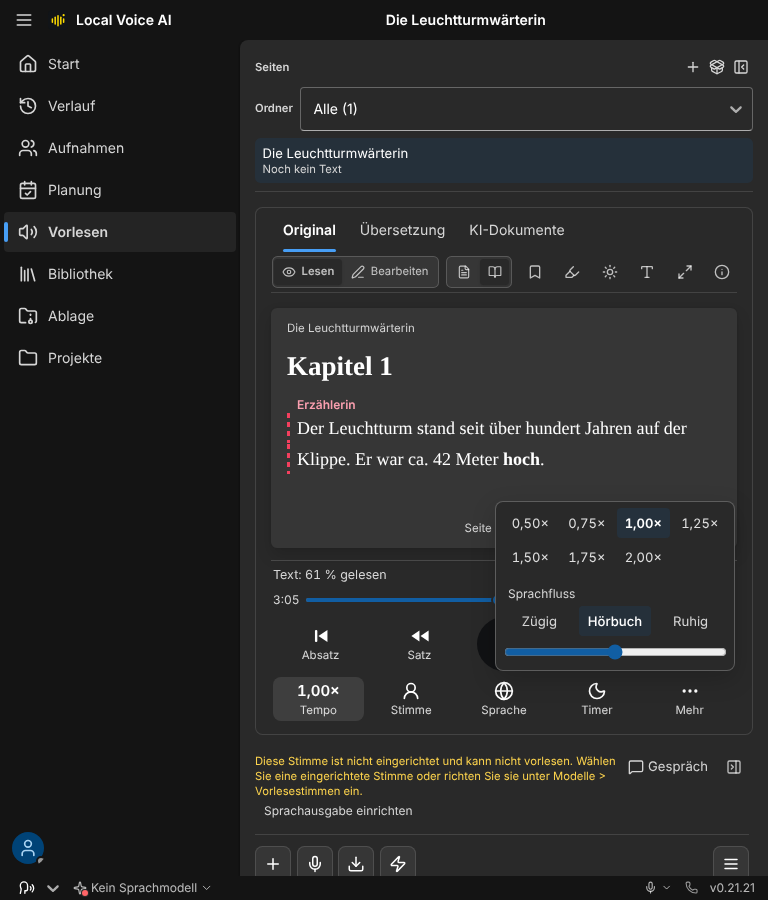 Local Voice AI
Die Leuchtturmwärterin
Start
Verlauf
Aufnahmen
Planung
Vorlesen
Bibliothek
Ablage
Projekte
Seiten
Ordner
Alle (1)
Die Leuchtturmwärterin
Noch kein Text
Original Übersetzung KI-Dokumente
Lesen Bearbeiten
Die Leuchtturmwärterin
Kapitel 1
Erzählerin
Der Leuchtturm stand seit über hundert Jahren auf der
Klippe. Er war ca. 42 Meter hoch.
Seite
0,50× 0,75× 1,00× 1,25×
1,50× 1,75× 2,00×
Sprachfluss
Zügig Hörbuch Ruhig
Text: 61 % gelesen
3:05
Absatz Satz
1,00×
Tempo Stimme Sprache Timer Mehr
Diese Stimme ist nicht eingerichtet und kann nicht vorlesen. Wählen
Sie eine eingerichtete Stimme oder richten Sie sie unter Modelle >
Vorlesestimmen ein.
Gespräch
Sprachausgabe einrichten
Kein Sprachmodell
v0.21.21